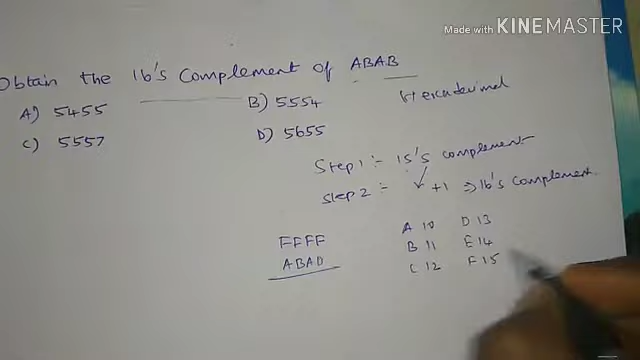 Made with KINEMASTER
Obtain the 16's complement of ABAB
A) 5455 B) 5554 Hexadecimal
C) 5557 D) 5655
Step 1 :- 15's complement
Step 2 :- +1 ⇒ 16's complement.
A 10 D 13
FFFF B 11 E 14
ABAD C 12 F 15